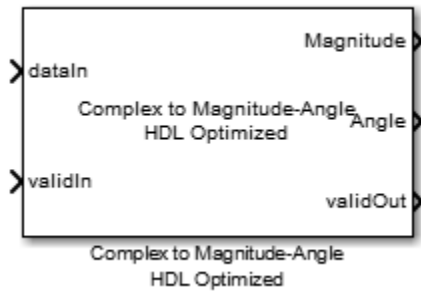 Magnitude
dataIn
Complex to Magnitude-Angle
HDL Optimized
Angle
validIn
validOut
Complex to Magnitude-Angle
HDL Optimized